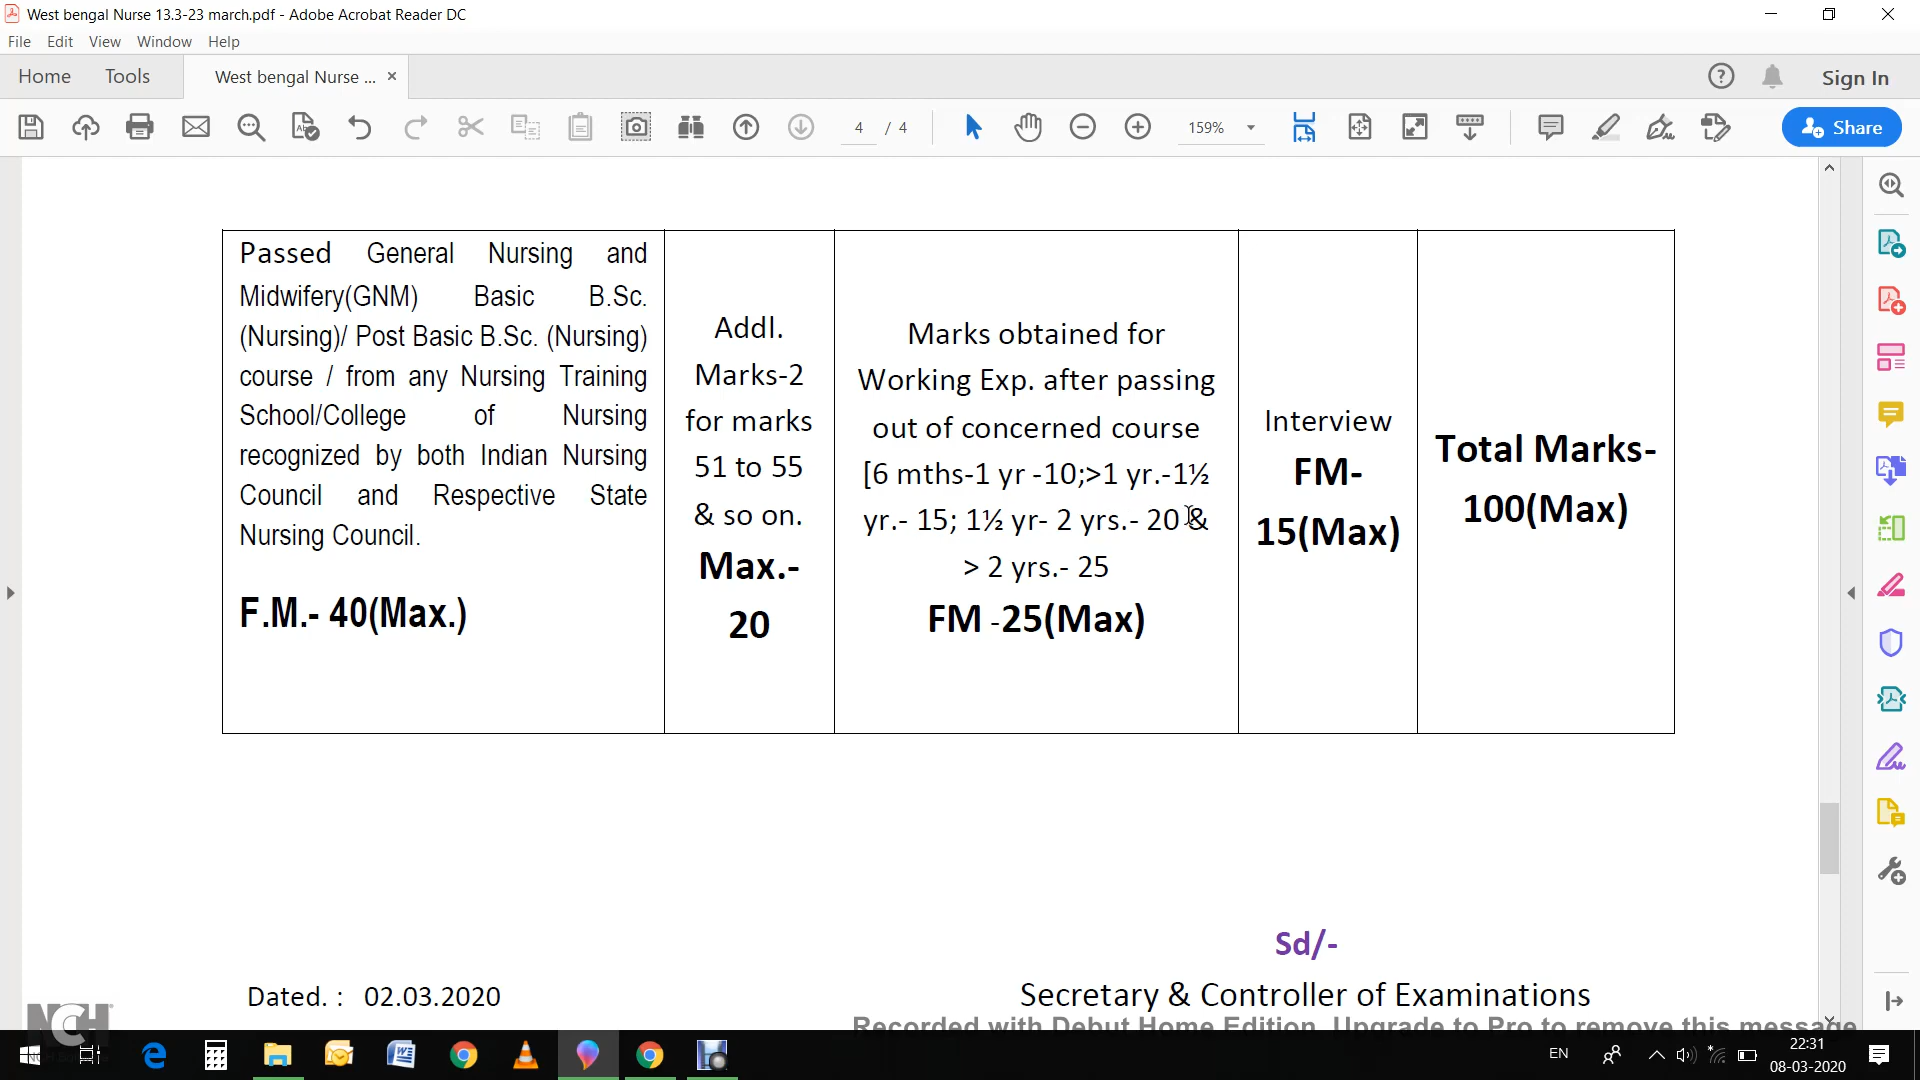 West bengal Nurse 13.3-23 march.pdf - Adobe Acrobat Reader DC
File Edit View Window Help
Home Tools West bengal Nurse ... × Sign In
4 / 4 159% Share
Passed General Nursing and
Midwifery(GNM) Basic B.Sc.
(Nursing)/ Post Basic B.Sc. (Nursing)
course / from any Nursing Training
School/College of Nursing
recognized by both Indian Nursing
Council and Respective State
Nursing Council.
F.M.- 40(Max.)
Addl.
Marks-2
for marks
51 to 55
& so on.
Max.-
20
Marks obtained for
Working Exp. after passing
out of concerned course
[6 mths-1 yr -10;>1 yr.-1½
yr.- 15; 1½ yr- 2 yrs.- 20 &
> 2 yrs.- 25
FM -25(Max)
Interview
FM-
15(Max)
Total Marks-
100(Max)
Sd/-
Dated. : 02.03.2020
Secretary & Controller of Examinations
NCH
Recorded with Debut Home Edition. Upgrade to Pro to remove this message
EN
22:31
08-03-2020